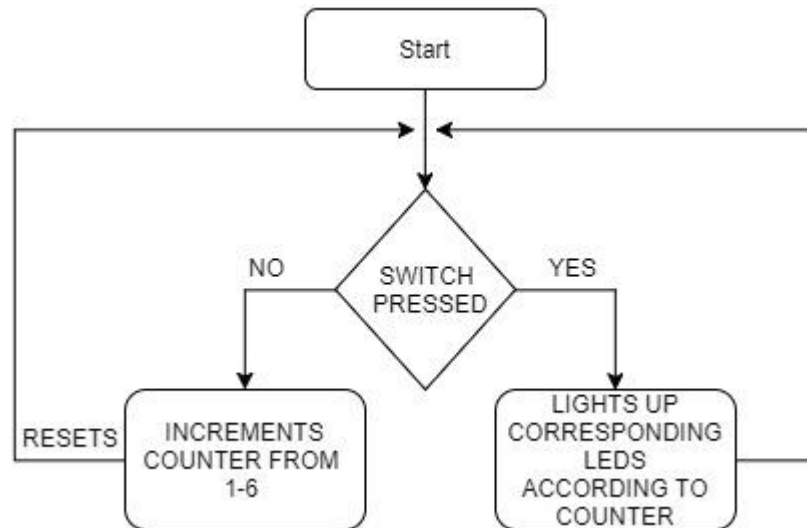 Start
SWITCH
PRESSED
NO
YES
RESETS
INCREMENTS
COUNTER FROM
1-6
LIGHTS UP
CORRESPONDING
LEDS
ACCORDING TO
COUNTER